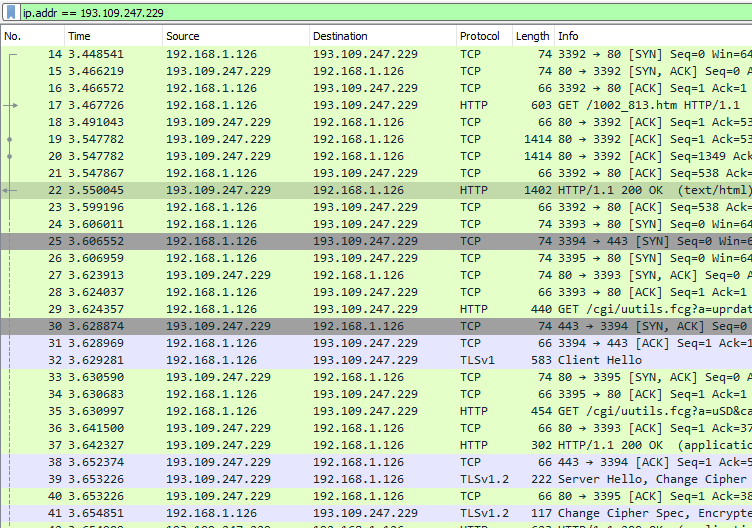 ip.addr == 193.109.247.229
No. Time Source Destination Protocol Length Info
14 3.448541 192.168.1.126 193.109.247.229 TCP 74 3392 → 80 [SYN] Seq=0 Win=64
15 3.466219 193.109.247.229 192.168.1.126 TCP 74 80 → 3392 [SYN, ACK] Seq=0 A
16 3.466572 192.168.1.126 193.109.247.229 TCP 66 3392 → 80 [ACK] Seq=1 Ack=1
17 3.467726 192.168.1.126 193.109.247.229 HTTP 603 GET /1002_813.htm HTTP/1.1
18 3.491043 193.109.247.229 192.168.1.126 TCP 66 80 → 3392 [ACK] Seq=1 Ack=53
19 3.547782 193.109.247.229 192.168.1.126 TCP 1414 80 → 3392 [ACK] Seq=1 Ack=53
20 3.547782 193.109.247.229 192.168.1.126 TCP 1414 80 → 3392 [ACK] Seq=1349 Ack
21 3.547867 192.168.1.126 193.109.247.229 TCP 66 3392 → 80 [ACK] Seq=538 Ack=
22 3.550045 193.109.247.229 192.168.1.126 HTTP 1402 HTTP/1.1 200 OK (text/html)
23 3.599196 192.168.1.126 193.109.247.229 TCP 66 3392 → 80 [ACK] Seq=538 Ack=
24 3.606011 192.168.1.126 193.109.247.229 TCP 74 3393 → 80 [SYN] Seq=0 Win=64
25 3.606552 192.168.1.126 193.109.247.229 TCP 74 3394 → 443 [SYN] Seq=0 Win=6
26 3.606959 192.168.1.126 193.109.247.229 TCP 74 3395 → 80 [SYN] Seq=0 Win=64
27 3.623913 193.109.247.229 192.168.1.126 TCP 74 80 → 3393 [SYN, ACK] Seq=0 A
28 3.624037 192.168.1.126 193.109.247.229 TCP 66 3393 → 80 [ACK] Seq=1 Ack=1
29 3.624357 192.168.1.126 193.109.247.229 HTTP 440 GET /cgi/uutils.fcg?a=uprdat
30 3.628874 193.109.247.229 192.168.1.126 TCP 74 443 → 3394 [SYN, ACK] Seq=0
31 3.628969 192.168.1.126 193.109.247.229 TCP 66 3394 → 443 [ACK] Seq=1 Ack=1
32 3.629281 192.168.1.126 193.109.247.229 TLSv1 583 Client Hello
33 3.630590 193.109.247.229 192.168.1.126 TCP 74 80 → 3395 [SYN, ACK] Seq=0 A
34 3.630683 192.168.1.126 193.109.247.229 TCP 66 3395 → 80 [ACK] Seq=1 Ack=1
35 3.630997 192.168.1.126 193.109.247.229 HTTP 454 GET /cgi/uutils.fcg?a=uSD&ca
36 3.641500 193.109.247.229 192.168.1.126 TCP 66 80 → 3393 [ACK] Seq=1 Ack=37
37 3.642327 193.109.247.229 192.168.1.126 HTTP 302 HTTP/1.1 200 OK (applicatio
38 3.652374 193.109.247.229 192.168.1.126 TCP 66 443 → 3394 [ACK] Seq=1 Ack=5
39 3.653226 193.109.247.229 192.168.1.126 TLSv1.2 222 Server Hello, Change Cipher
40 3.653226 193.109.247.229 192.168.1.126 TCP 66 80 → 3395 [ACK] Seq=1 Ack=38
41 3.654851 192.168.1.126 193.109.247.229 TLSv1.2 117 Change Cipher Spec, Encrypte